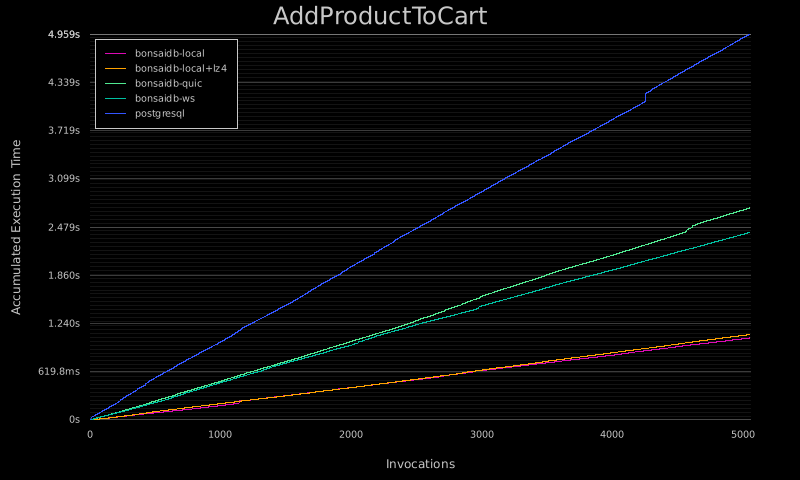 AddProductToCart
4.959s
4.339s
3.719s
3.099s
2.479s
1.860s
1.240s
619.8ms
0s
bonsaidb-local
bonsaidb-local+lz4
bonsaidb-quic
bonsaidb-ws
postgresql
Accumulated Execution Time
0 1000 2000 3000 4000 5000
Invocations